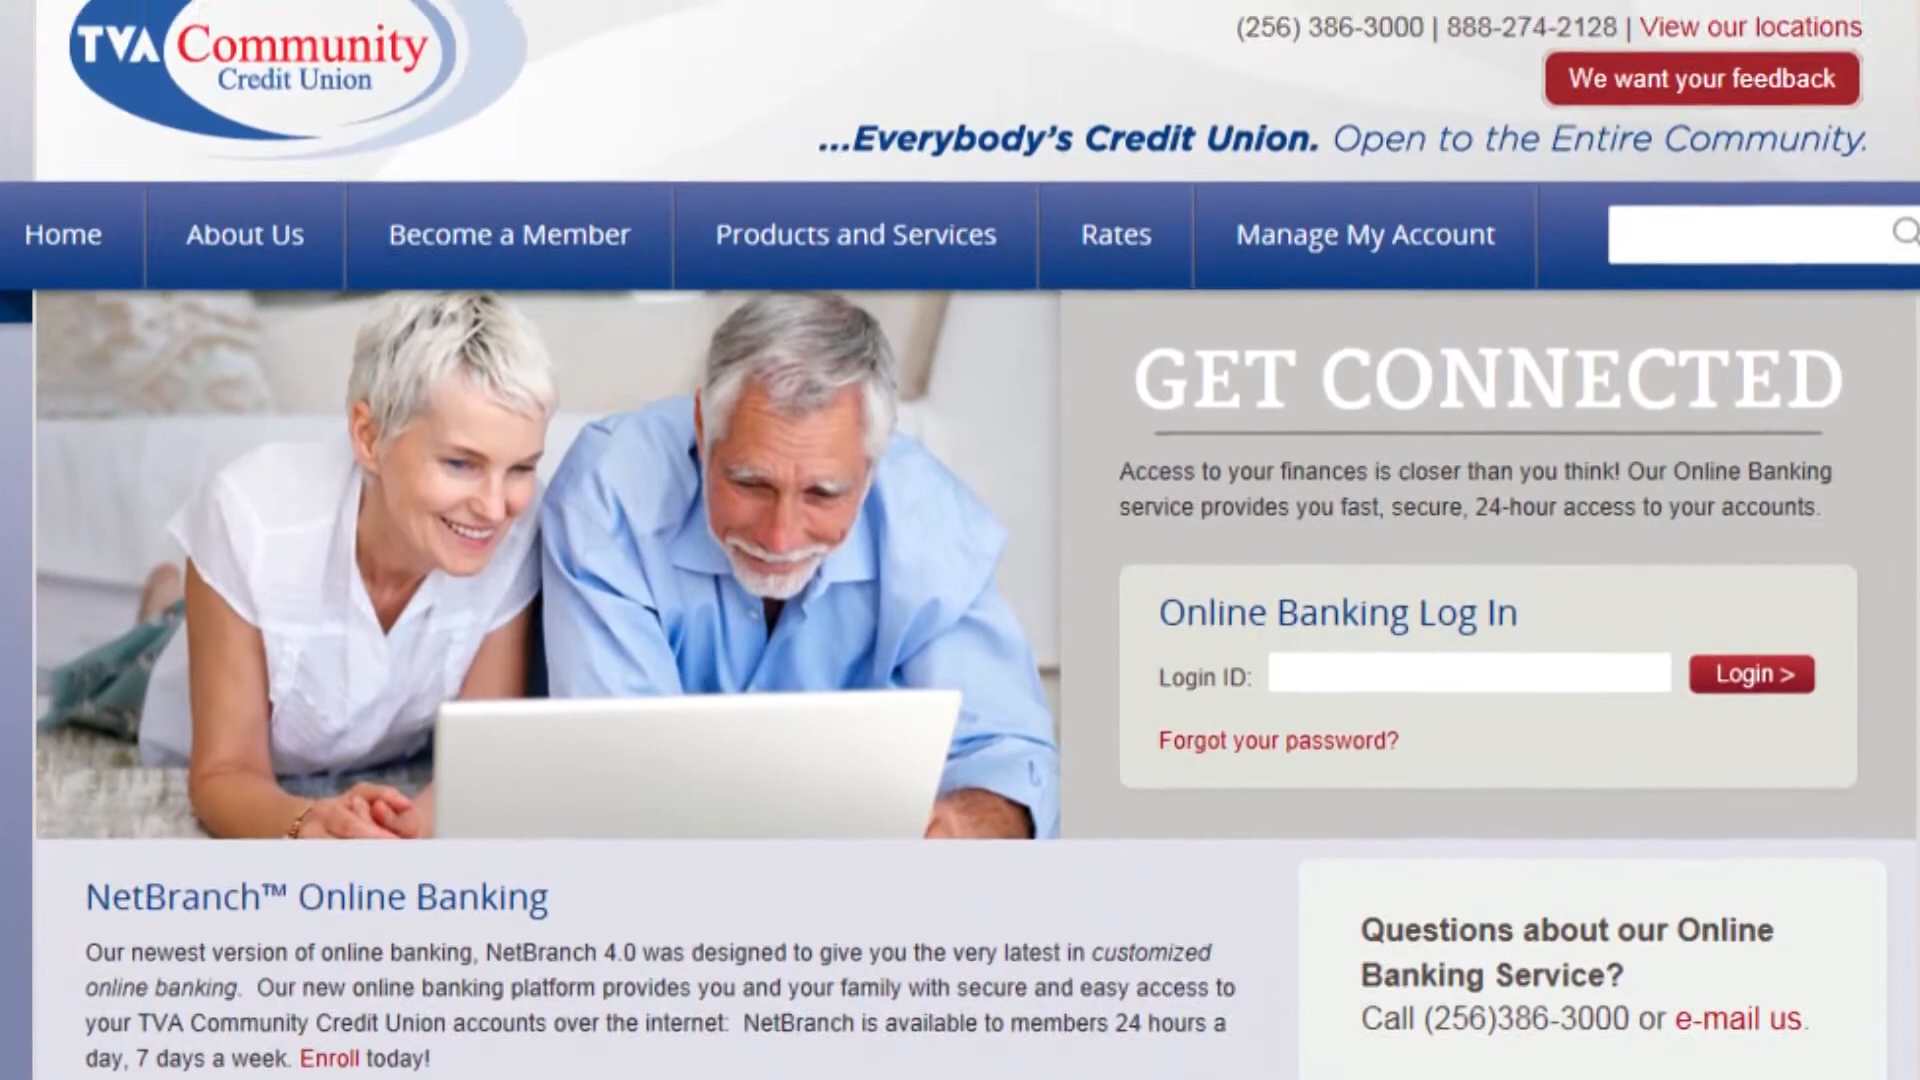 TVA Community
Credit Union
(256) 386-3000 | 888-274-2128 | View our locations
We want your feedback
...Everybody's Credit Union. Open to the Entire Community.
Home
About Us
Become a Member
Products and Services
Rates
Manage My Account
GET CONNECTED
Access to your finances is closer than you think! Our Online Banking
service provides you fast, secure, 24-hour access to your accounts.
Online Banking Log In
Login ID:
Login >
Forgot your password?
NetBranch™ Online Banking
Our newest version of online banking, NetBranch 4.0 was designed to give you the very latest in customized
online banking. Our new online banking platform provides you and your family with secure and easy access to
your TVA Community Credit Union accounts over the internet: NetBranch is available to members 24 hours a
day, 7 days a week. Enroll today!
Questions about our Online
Banking Service?
Call (256)386-3000 or e-mail us.